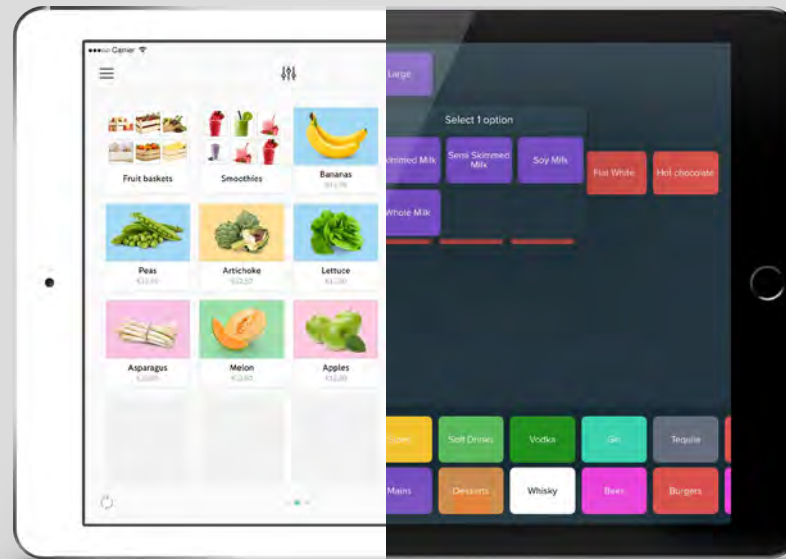 Carrier
Large
Select 1 option
Skimmed Milk
Semi Skimmed
Milk
Soy Milk
Flat White
Hot chocolate
Whole Milk
Fruit baskets
Smoothies
Bananas
Peas
Artichoke
Lettuce
Asparagus
Melon
Apples
Soft Drinks
Vodka
Gin
Tequila
Mains
Desserts
Whisky
Beer
Burgers